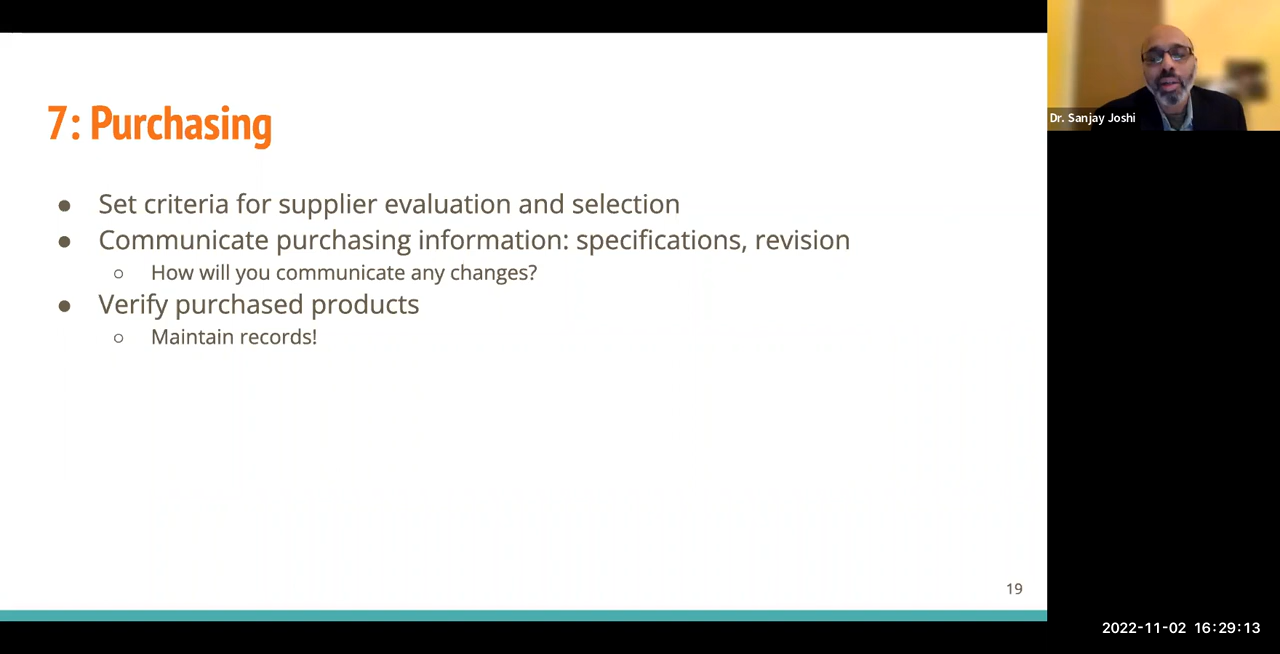 7: Purchasing
● Set criteria for supplier evaluation and selection
● Communicate purchasing information: specifications, revision
○ How will you communicate any changes?
● Verify purchased products
○ Maintain records!
19
Dr. Sanjay Joshi
2022-11-02 16:29:13